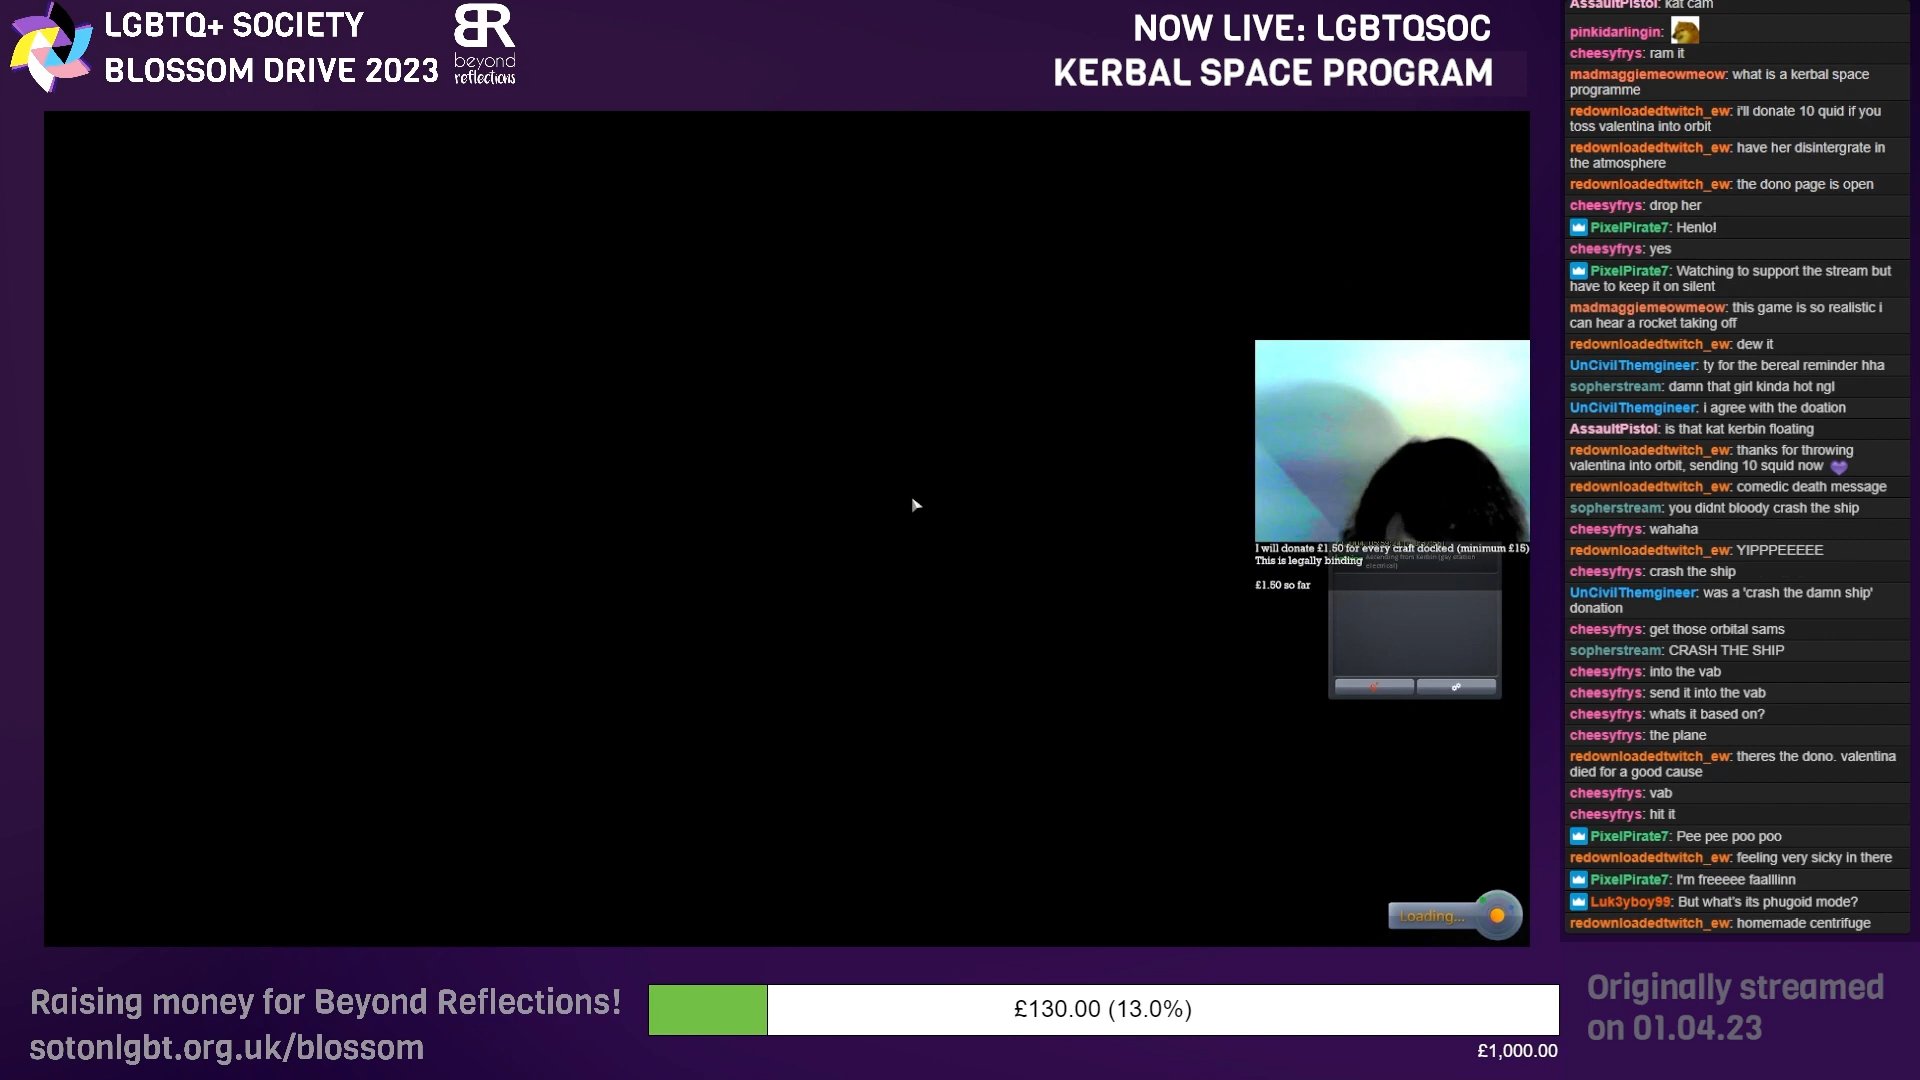 LGBTQ+ SOCIETY
BLOSSOM DRIVE 2023
BR
beyond
reflections
NOW LIVE: LGBTQSOC
KERBAL SPACE PROGRAM
I will donate £1.50 for every craft docked (minimum £15)
This is legally binding
£1.50 so far
Ascending from Kerbin (gay station
electrical)
Loading...
AssaultPistol: kat cam
pinkidarlingin:
cheesyfrys: ram it
madmaggiemeowmeow: what is a kerbal space
programme
redownloadedtwitch_ew: i'll donate 10 quid if you
toss valentina into orbit
redownloadedtwitch_ew: have her disintergrate in
the atmosphere
redownloadedtwitch_ew: the dono page is open
cheesyfrys: drop her
PixelPirate7: Henlo!
cheesyfrys: yes
PixelPirate7: Watching to support the stream but
have to keep it on silent
madmaggiemeowmeow: this game is so realistic i
can hear a rocket taking off
redownloadedtwitch_ew: dew it
UnCivilThemgineer: ty for the bereal reminder hha
sopherstream: damn that girl kinda hot ngl
UnCivilThemgineer: i agree with the doation
AssaultPistol: is that kat kerbin floating
redownloadedtwitch_ew: thanks for throwing
valentina into orbit, sending 10 squid now
redownloadedtwitch_ew: comedic death message
sopherstream: you didnt bloody crash the ship
cheesyfrys: wahaha
redownloadedtwitch_ew: YIPPPEEEEE
cheesyfrys: crash the ship
UnCivilThemgineer: was a 'crash the damn ship'
donation
cheesyfrys: get those orbital sams
sopherstream: CRASH THE SHIP
cheesyfrys: into the vab
cheesyfrys: send it into the vab
cheesyfrys: whats it based on?
cheesyfrys: the plane
redownloadedtwitch_ew: theres the dono. valentina
died for a good cause
cheesyfrys: vab
cheesyfrys: hit it
PixelPirate7: Pee pee poo poo
redownloadedtwitch_ew: feeling very sicky in there
PixelPirate7: I'm freeeee faalllinn
Luk3yboy99: But what's its phugoid mode?
redownloadedtwitch_ew: homemade centrifuge
Raising money for Beyond Reflections!
sotonlgbt.org.uk/blossom
£130.00 (13.0%)
£1,000.00
Originally streamed
on 01.04.23